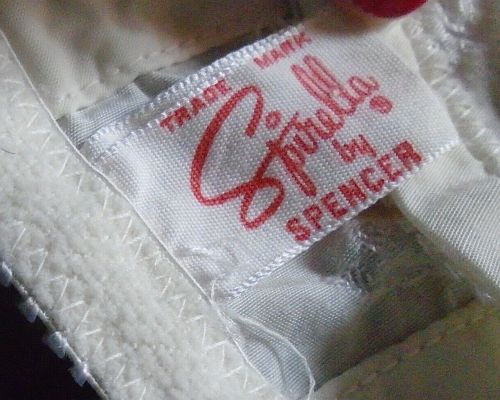 TRADE MARK
Spirella ®
by
SPENCER